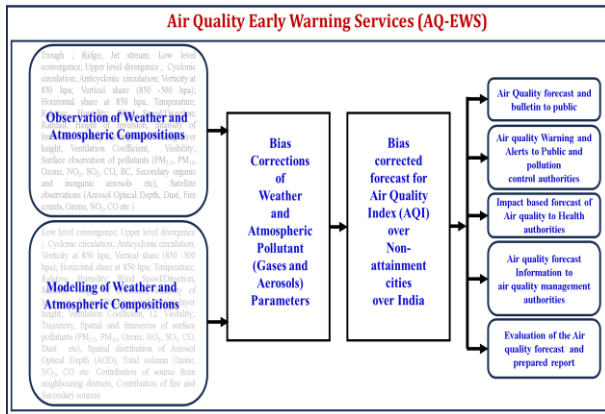 Air Quality Early Warning Services (AQ-EWS)
Trough ; Ridge; Jet stream, Low level
convergence; Upper level divergence ; Cyclonic
circulation; Anticyclonic circulation; Vorticity at
850 hpa; Vertical share (850 -500 hpa);
Horizontal share at 850 hpa; Temperature,
Observation of Weather and
Atmospheric Compositions
height, Ventilation Coefficient, Visibility;
Surface observation of pollutants (PM2.5, PM10,
Ozone, NO2, SO2, CO, BC, Secondary organic
and inorganic aerosols etc), Satellite
observations (Aerosol Optical Depth, Dust, Fire
counts, Ozone, NO2, CO etc )
Low level convergence, Upper level divergence
, Cyclonic circulation; Anticyclonic circulation,
Vorticity at 850 hpa; Vertical share (850 -500
hpa); Horizontal share at 850 hpa; Temperature,
Relative Humidity, Wind Speed/Direction,
Modelling of Weather and
Atmospheric Compositions
height, Ventilation Coefficient, 12 Visibility;
Trajectory, Spatial and timeseries of surface
pollutants (PM2.5, PM10, Ozone, NO2, SO2, CO,
Dust etc), Spatial distribution of Aerosol
Optical Depth (AOD), Total column Ozone,
NO2, CO etc Contribution of source from
neighbouring districts, Contribution of fire and
Secondary sources.
Bias
Corrections
of
Weather
and
Atmospheric
Pollutant
(Gases and
Aerosols)
Parameters
Bias
corrected
forecast for
Air Quality
Index (AQI)
over
Non-
attainment
cities
over India
Air Quality forecast and
bulletin to public
Air quality Warning and
Alerts to Public and
pollution
control authorities
Impact based forecast of
Air quality to Health
authorities
Air quality forecast
Information to
air quality management
authorities
Evaluation of the Air
quality forecast and
prepared report